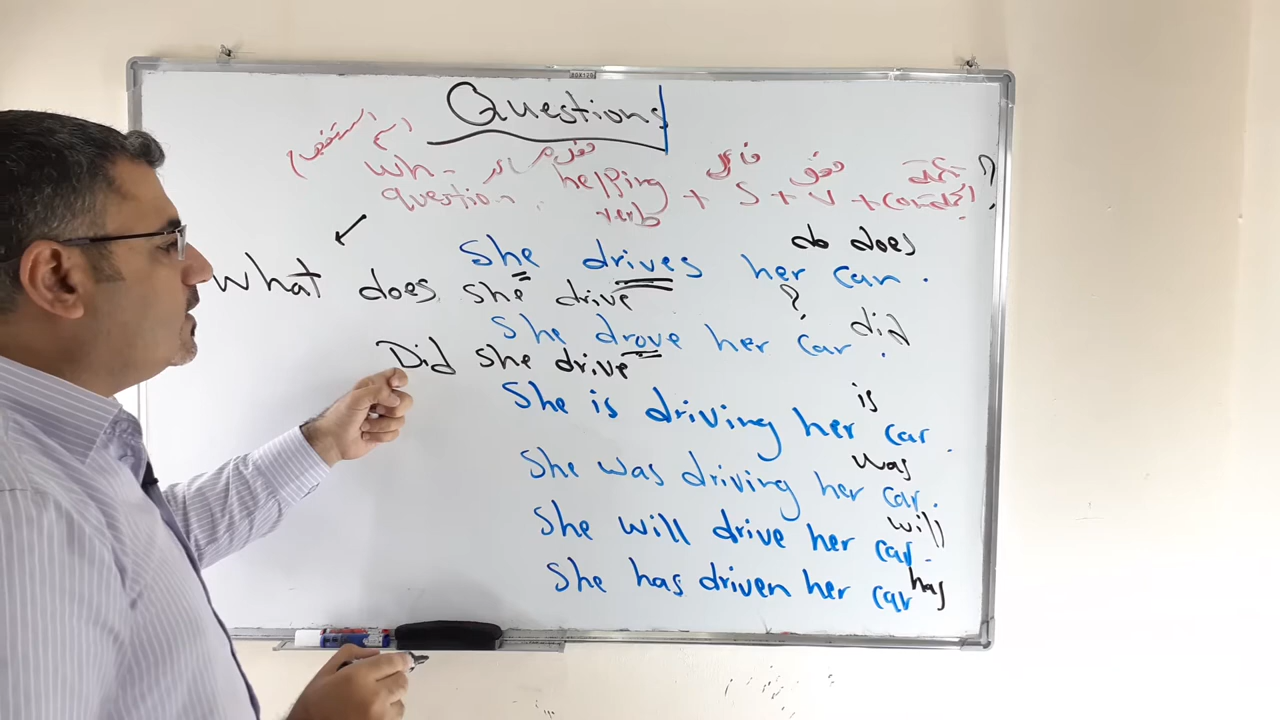 Questions
اسم استفهام فعل مساعد فاعل فعل تكملة
wh- helping + S + V + complement ?
question verb الجملة
do does
She drives her car.
What does she drive ?
did
She drove her car.
Did she drive
is
She is driving her car.
was
She was driving her car.
will
She will drive her car.
has
She has driven her car